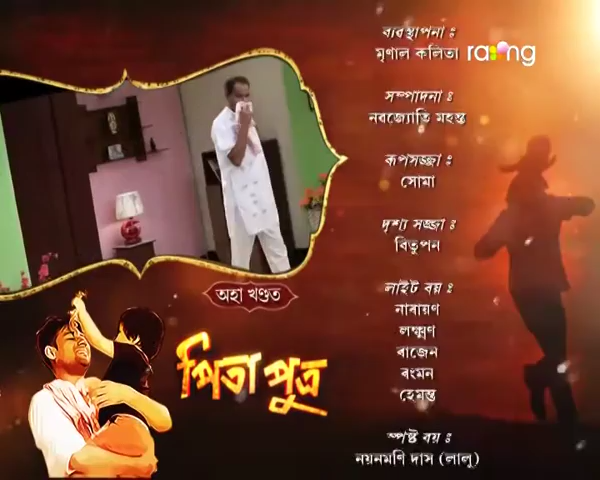 ব্যৱস্থাপনা :
মৃণাল কলিতা
rang
সম্পাদনা :
নৱজ্যোতি মহন্ত
ৰূপসজ্জা :
সোমা
দৃশ্য সজ্জা :
বিতুপন
লাইট বয় :
নাৰায়ণ
লক্ষ্মণ
ৰাজেন
ৰংমন
হেমন্ত
স্পষ্ট বয় :
নয়নমণি দাস (লালু)
অহা খণ্ডত
পিতা পুত্ৰ